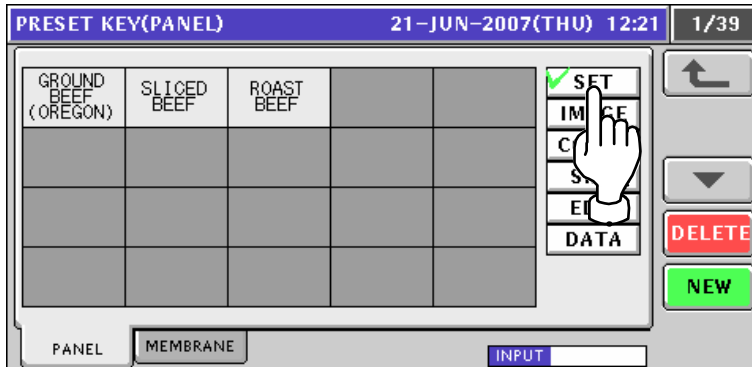 PRESET KEY(PANEL) 21-JUN-2007(THU) 12:21 1/39
GROUND
BEEF
(OREGON)
SLICED
BEEF
ROAST
BEEF
SET
DATA
DELETE
NEW
PANEL
MEMBRANE
INPUT